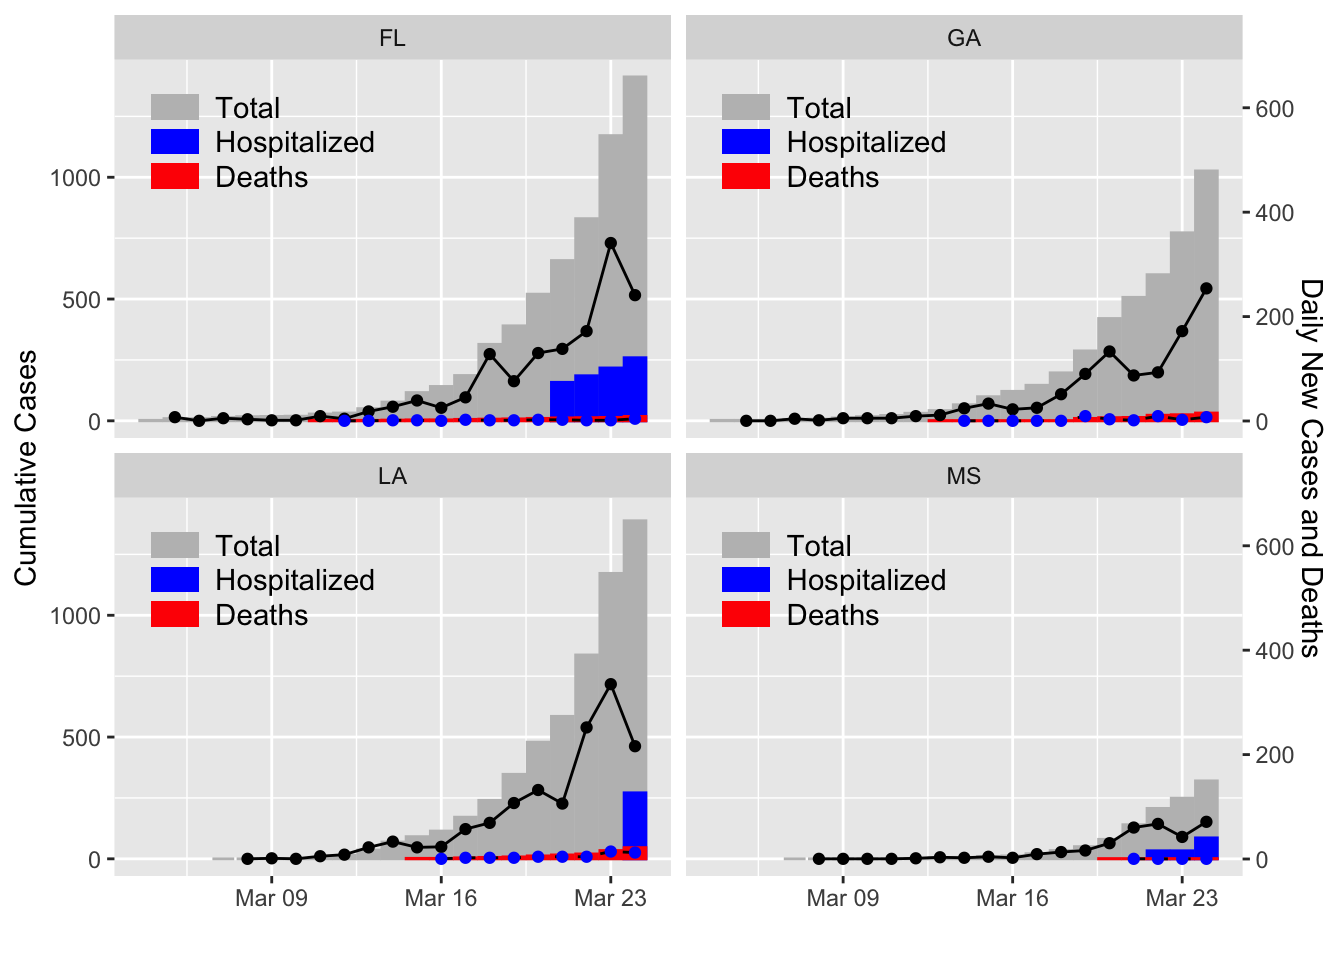 FL
GA
Total
Hospitalized
Deaths
Total
Hospitalized
Deaths
1000
500
0
600
400
200
0
LA
MS
Total
Hospitalized
Deaths
Total
Hospitalized
Deaths
1000
500
0
600
400
200
0
Mar 09
Mar 16
Mar 23
Mar 09
Mar 16
Mar 23
Cumulative Cases
Daily New Cases and Deaths